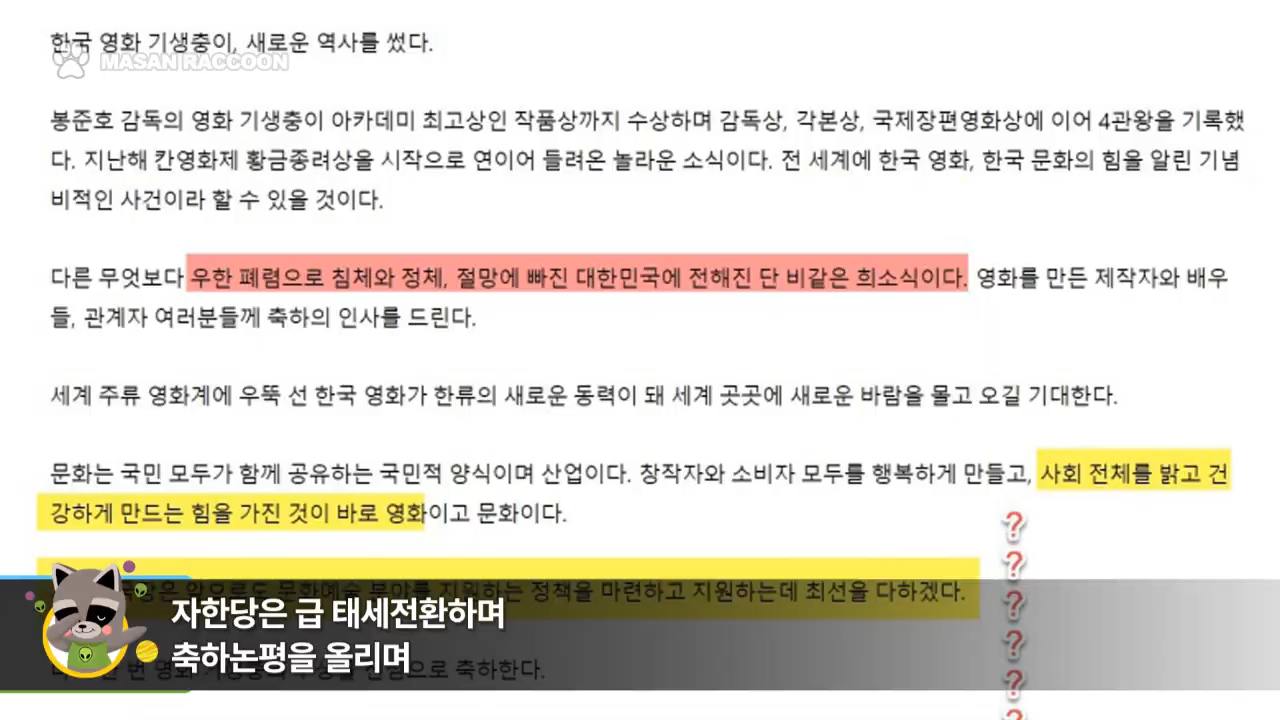 한국 영화 기생충이, 새로운 역사를 썼다.
MASAN RACCOON
봉준호 감독의 영화 기생충이 아카데미 최고상인 작품상까지 수상하며 감독상, 각본상, 국제장편영화상에 이어 4관왕을 기록했
다. 지난해 칸영화제 황금종려상을 시작으로 연이어 들려온 놀라운 소식이다. 전 세계에 한국 영화, 한국 문화의 힘을 알린 기념
비적인 사건이라 할 수 있을 것이다.
다른 무엇보다 우한 폐렴으로 침체와 정체, 절망에 빠진 대한민국에 전해진 단 비같은 희소식이다. 영화를 만든 제작자와 배우
들, 관계자 여러분들께 축하의 인사를 드린다.
세계 주류 영화계에 우뚝 선 한국 영화가 한류의 새로운 동력이 돼 세계 곳곳에 새로운 바람을 몰고 오길 기대한다.
문화는 국민 모두가 함께 공유하는 국민적 양식이며 산업이다. 창작자와 소비자 모두를 행복하게 만들고, 사회 전체를 밝고 건
강하게 만드는 힘을 가진 것이 바로 영화이고 문화이다.
?
?
앞으로도 문화예술 분야를 지원하는 정책을 마련하고 지원하는데 최선을 다하겠다.
?
자한당은 급 태세전환하며
?
축하논평을 올리며
한 번 영화 축하한다.
?
?